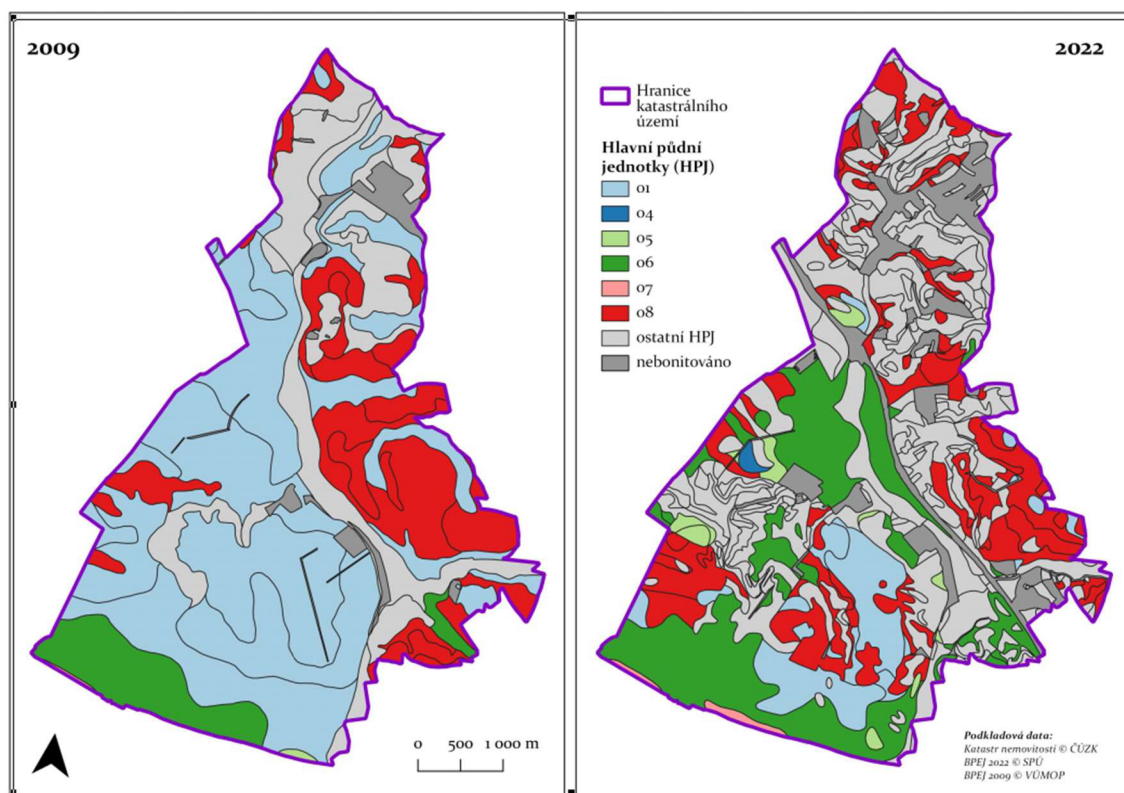 2009
2022
Hranice
katastrálního
území
Hlavní půdní
jednotky (HPJ)
01
04
05
06
07
08
ostatní HPJ
nebonitováno
0 500 1 000 m
Podkladová data:
Katastr nemovitostí © ČÚZK
BPEJ 2022 © SPÚ
BPEJ 2009 © VÚMOP